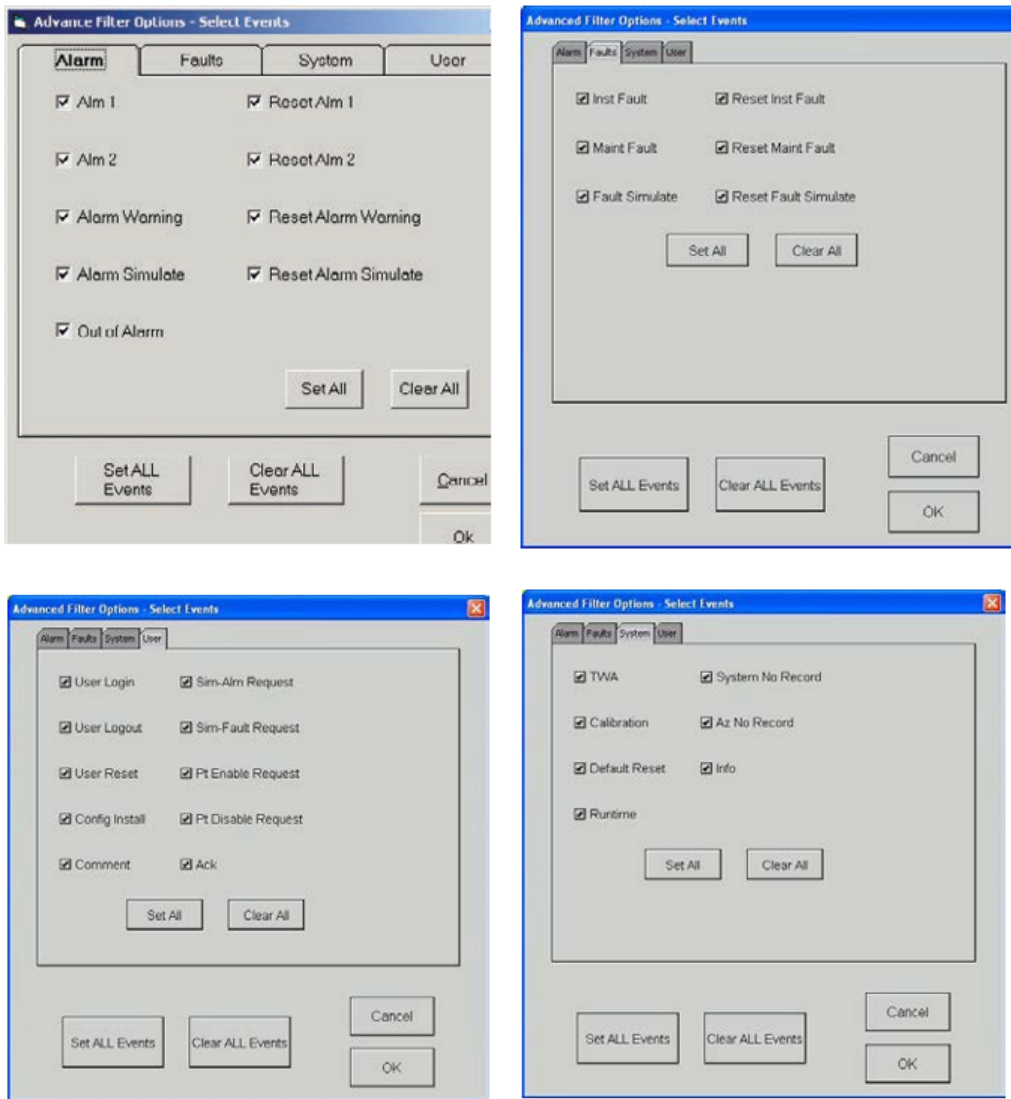 Advance Filter Options - Select Events
Alarm Faults System User
Alm 1 Reset Alm 1
Alm 2 Reset Alm 2
Alarm Warning Reset Alarm Warning
Alarm Simulate Reset Alarm Simulate
Out of Alarm
Set All Clear All
Set ALL Events Clear ALL Events
Cancel
Ok
Advanced Filter Options - Select Events
Alarm Faults System User
Inst Fault Reset Inst Fault
Maint Fault Reset Maint Fault
Fault Simulate Reset Fault Simulate
Set All Clear All
Cancel
Set ALL Events Clear ALL Events
OK
Advanced Filter Options - Select Events
Alarm Faults System User
User Login Sim-Alm Request
User Logout Sim-Fault Request
User Reset Pt Enable Request
Config Install Pt Disable Request
Comment Ack
Set All Clear All
Cancel
Set ALL Events Clear ALL Events
OK
Advanced Filter Options - Select Events
Alarm Faults System User
TWA System No Record
Calibration Az No Record
Default Reset Info
Runtime
Set All Clear All
Cancel
Set ALL Events Clear ALL Events
OK